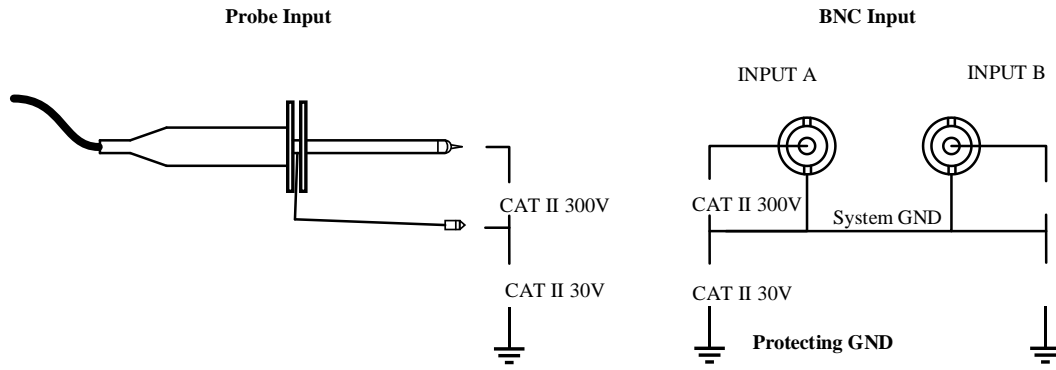 Probe Input
BNC Input
INPUT A
INPUT B
CAT II 300V
CAT II 30V
CAT II 300V
System GND
CAT II 30V
Protecting GND